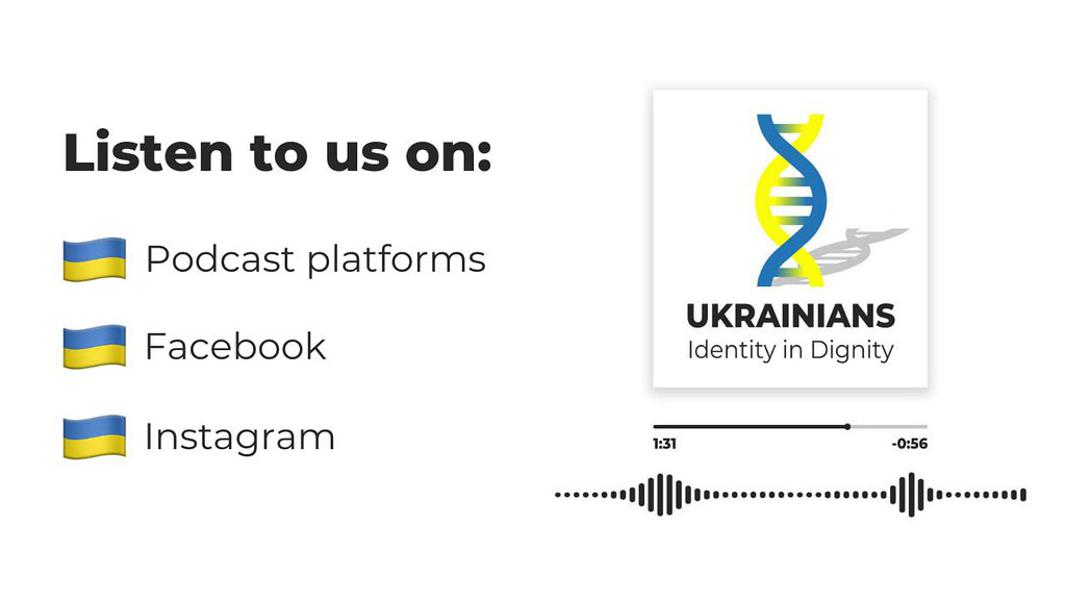 Listen to us on:
Podcast platforms
Facebook
Instagram
UKRAINIANS
Identity in Dignity
1:31
-0:56